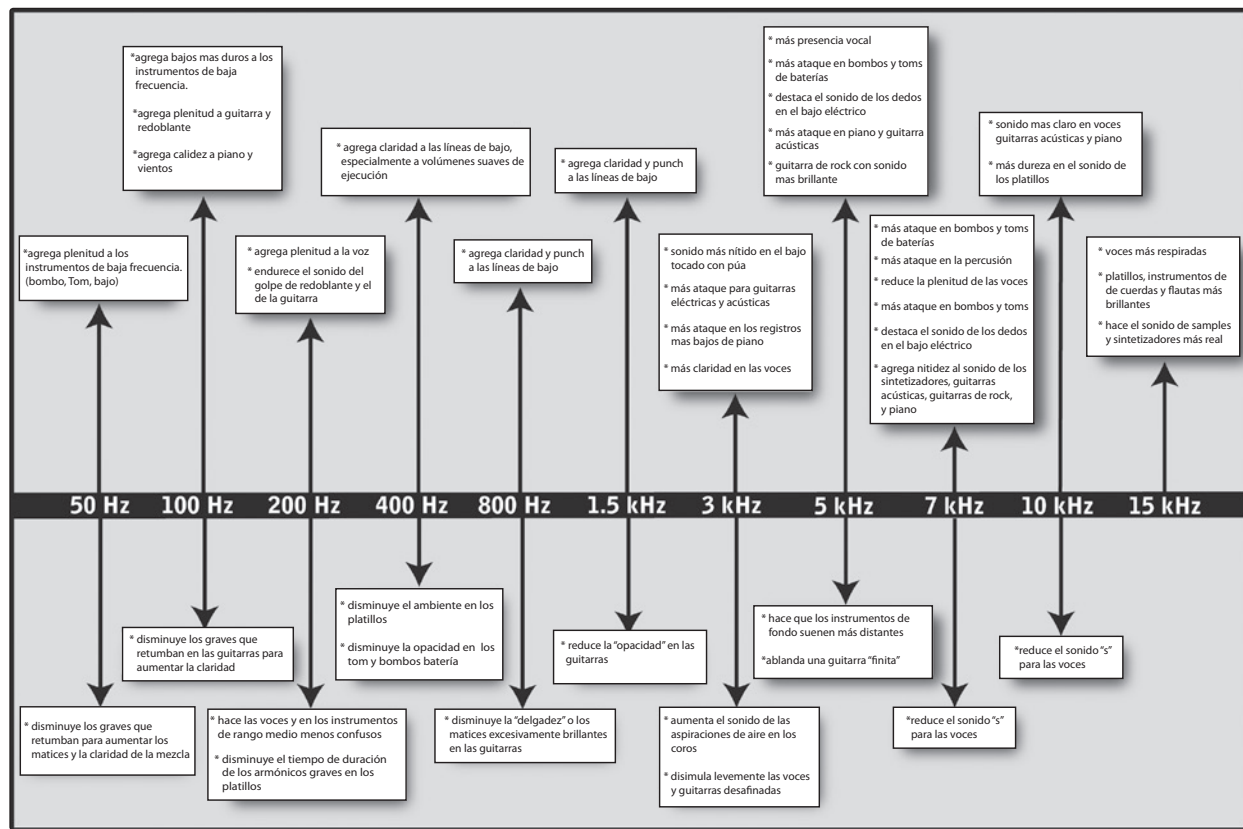 *agrega plenitud a los
instrumentos de baja frecuencia.
(bombo, Tom, bajo)
*agrega bajos mas duros a los
instrumentos de baja
frecuencia.
*agrega plenitud a guitarra y
redoblante
*agrega calidez a piano y
vientos
* agrega plenitud a la voz
* endurece el sonido del
golpe de redoblante y el
de la guitarra
* agrega claridad a las líneas de bajo,
especialmente a volúmenes suaves de
ejecución
* agrega claridad y punch
a las líneas de bajo
* agrega claridad y punch
a las líneas de bajo
* sonido más nítido en el bajo
tocado con púa
* más ataque para guitarras
eléctricas y acústicas
* más ataque en los registros
mas bajos de piano
* más claridad en las voces
* más presencia vocal
* más ataque en bombos y toms
de baterías
* destaca el sonido de los dedos
en el bajo eléctrico
* más ataque en piano y guitarra
acústicas
* guitarra de rock con sonido
mas brillante
* más ataque en bombos y toms
de baterías
* más ataque en la percusión
* reduce la plenitud de las voces
* más ataque en bombos y toms
* destaca el sonido de los dedos
en el bajo eléctrico
* agrega nitidez al sonido de los
sintetizadores, guitarras
acústicas, guitarras de rock,
y piano
* sonido mas claro en voces
guitarras acústicas y piano
* más dureza en el sonido de
los platillos
* voces más respiradas
* platillos, instrumentos de
de cuerdas y flautas más
brillantes
* hace el sonido de samples
y sintetizadores más real
50 Hz 100 Hz 200 Hz 400 Hz 800 Hz 1.5 kHz 3 kHz 5 kHz 7 kHz 10 kHz 15 kHz
* disminuye los graves que
retumban para aumentar los
matices y la claridad de la mezcla
* disminuye los graves que
retumban en las guitarras para
aumentar la claridad
* hace las voces y en los instrumentos
de rango medio menos confusos
* disminuye el tiempo de duración
de los armónicos graves en los
platillos
* disminuye el ambiente en los
platillos
* disminuye la opacidad en los
tom y bombos batería
* disminuye la "delgadez" o los
matices excesivamente brillantes
en las guitarras
* reduce la "opacidad" en las
guitarras
* aumenta el sonido de las
aspiraciones de aire en los
coros
* disimula levemente las voces
y guitarras desafinadas
* hace que los instrumentos de
fondo suenen más distantes
*ablanda una guitarra "finita"
*reduce el sonido "s"
para las voces
*reduce el sonido "s"
para las voces